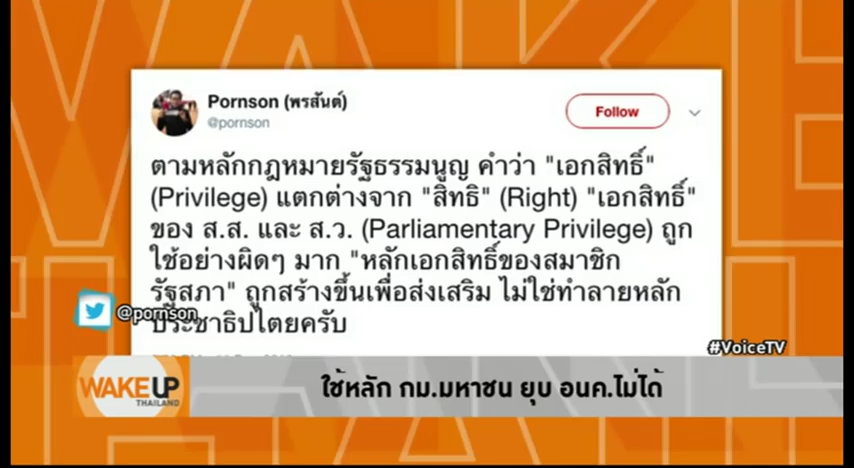 Pornson (พรสันต์)
@pornson
Follow
ตามหลักกฎหมายรัฐธรรมนูญ คำว่า "เอกสิทธิ์"
(Privilege) แตกต่างจาก "สิทธิ" (Right) "เอกสิทธิ์"
ของ ส.ส. และ ส.ว. (Parliamentary Privilege) ถูก
ใช้อย่างผิดๆ มาก "หลักเอกสิทธิ์ของสมาชิก
รัฐสภา" ถูกสร้างขึ้นเพื่อส่งเสริม ไม่ใช่ทำลายหลัก
ประชาธิปไตยครับ
@pornson
#VoiceTV
WAKE UP
THAILAND
ใช้หลัก กม.มหาชน ยุบ อนค.ไม่ได้